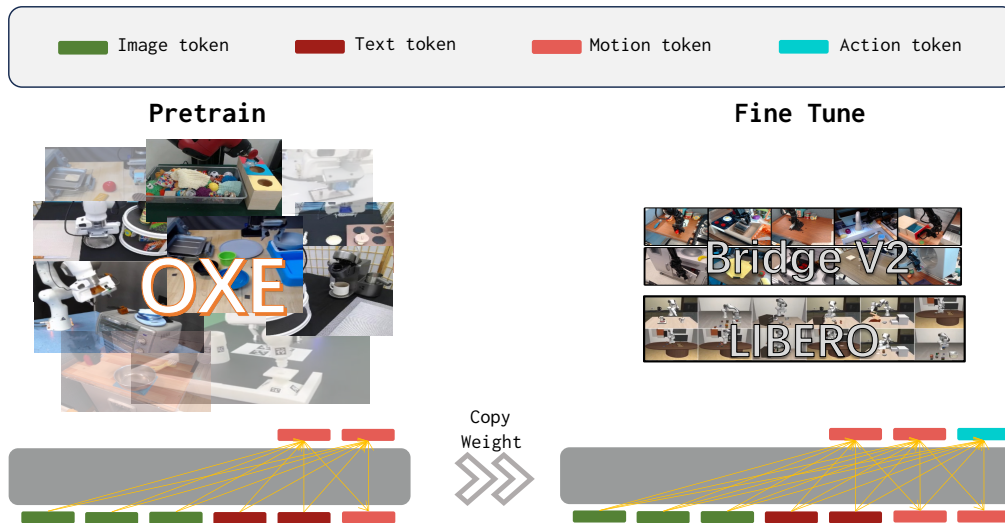 Image token
Text token
Motion token
Action token
Pretrain
Fine Tune
OXE
Bridge V2
LIBERO
Copy
Weight